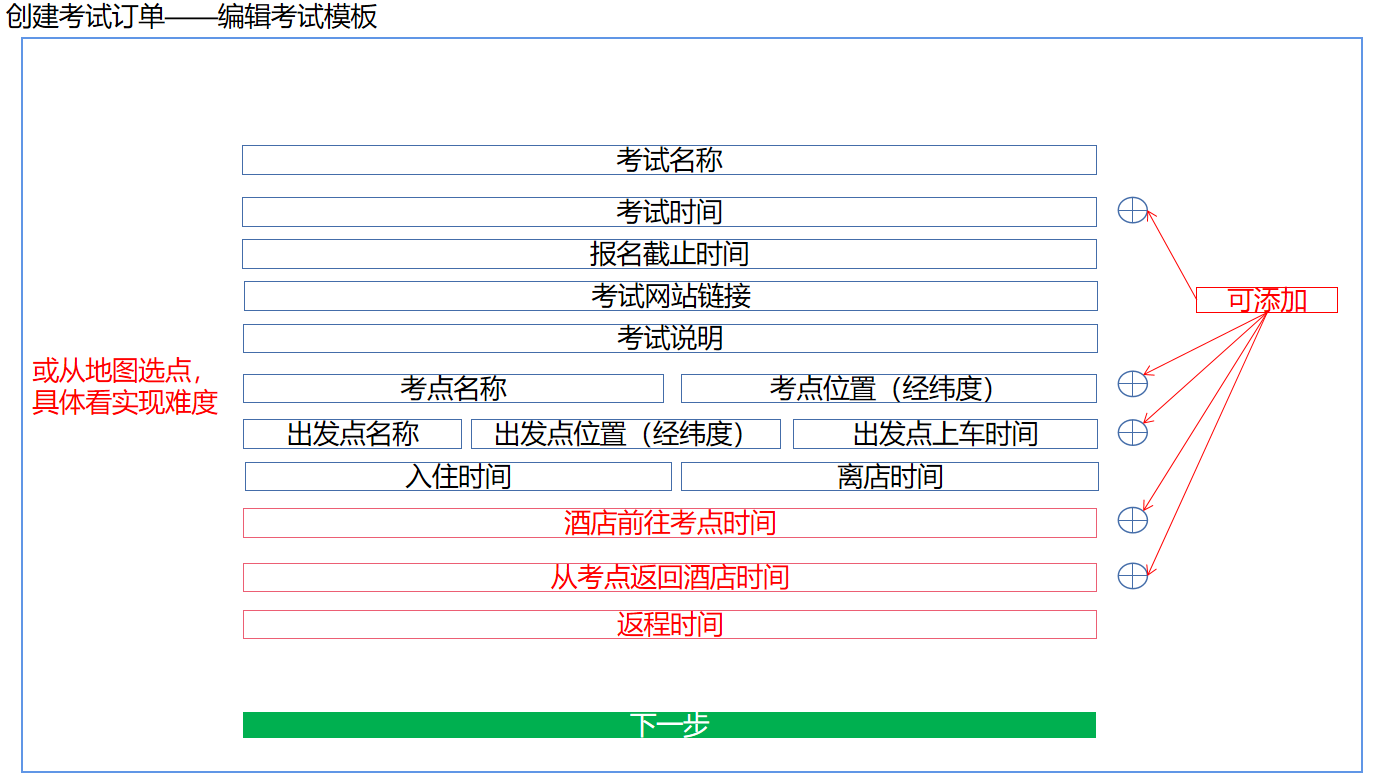 创建考试订单——编辑考试模板
考试名称
考试时间
报名截止时间
考试网站链接
可添加
考试说明
或从地图选点，
具体看实现难度
考点名称 考点位置（经纬度）
出发点名称 出发点位置（经纬度） 出发点上车时间
入住时间 离店时间
酒店前往考点时间
从考点返回酒店时间
返程时间
下一步